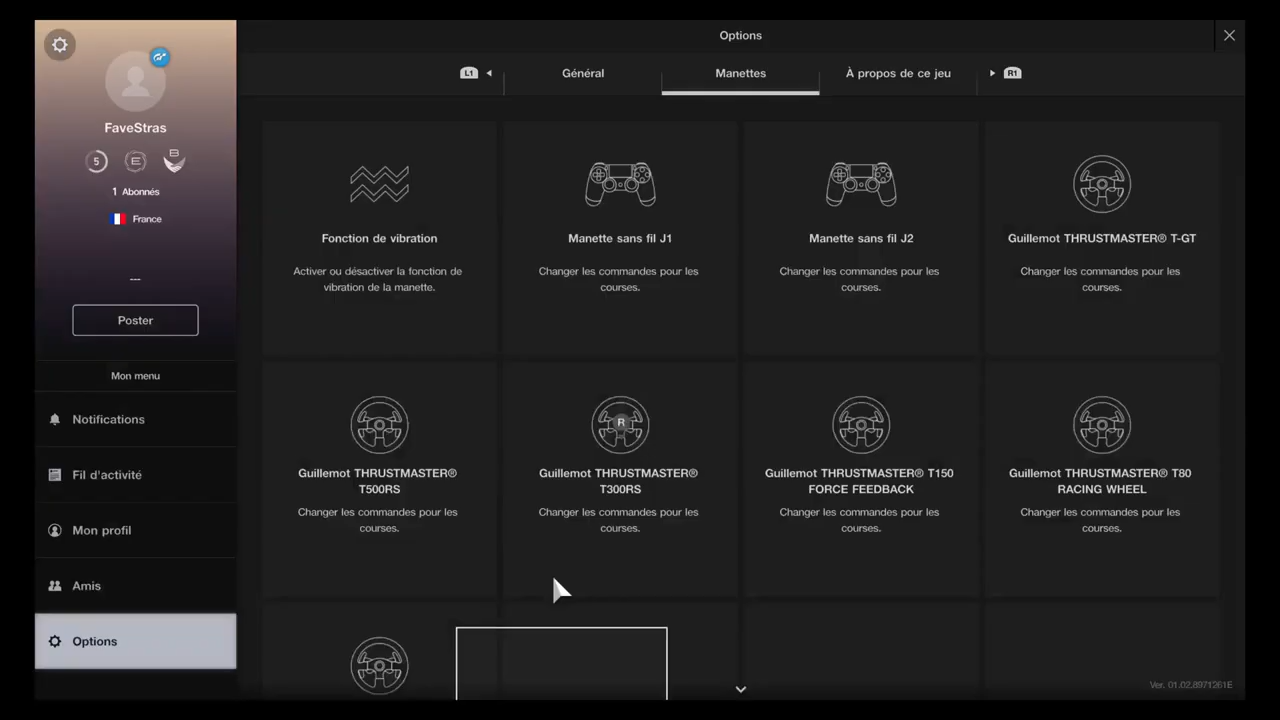 Options
L1
Général
Manettes
À propos de ce jeu
R1
FaveStras
5
E
B
1 Abonnés
France
---
Poster
Mon menu
Notifications
Fil d'activité
Mon profil
Amis
Options
Fonction de vibration
Activer ou désactiver la fonction de
vibration de la manette.
Manette sans fil J1
Changer les commandes pour les
courses.
Manette sans fil J2
Changer les commandes pour les
courses.
Guillemot THRUSTMASTER® T-GT
Changer les commandes pour les
courses.
Guillemot THRUSTMASTER®
T500RS
Changer les commandes pour les
courses.
R
Guillemot THRUSTMASTER®
T300RS
Changer les commandes pour les
courses.
Guillemot THRUSTMASTER® T150
FORCE FEEDBACK
Changer les commandes pour les
courses.
Guillemot THRUSTMASTER® T80
RACING WHEEL
Changer les commandes pour les
courses.
Ver. 01.02.8971261E